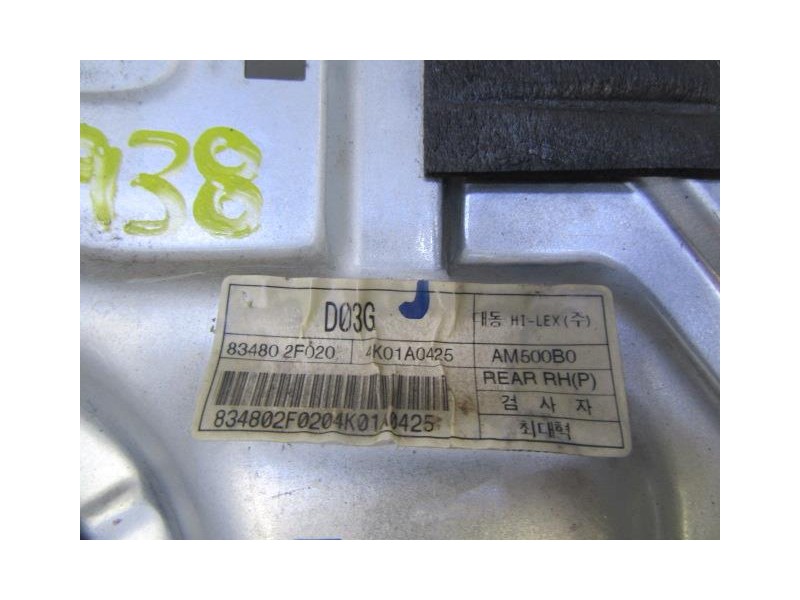 938
D03G
대동 HI-LEX(주)
83480 2F020 4K01A0425
AM500B0
REAR RH(P)
834802F0204K01A0425
검 사 자
최대혁